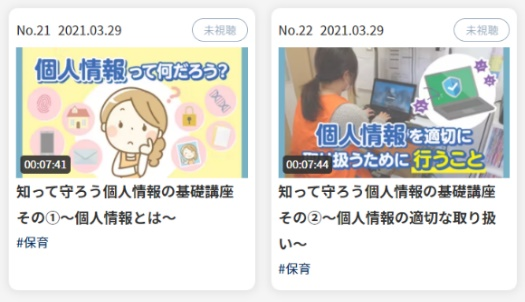 No.21 2021.03.29
未視聴
個人情報って何だろう?
00:07:41
知って守ろう個人情報の基礎講座
その①～個人情報とは～
#保育
No.22 2021.03.29
未視聴
個人情報を適切に
取り扱うために行うこと
00:07:44
知って守ろう個人情報の基礎講座
その②～個人情報の適切な取り扱
い～
#保育